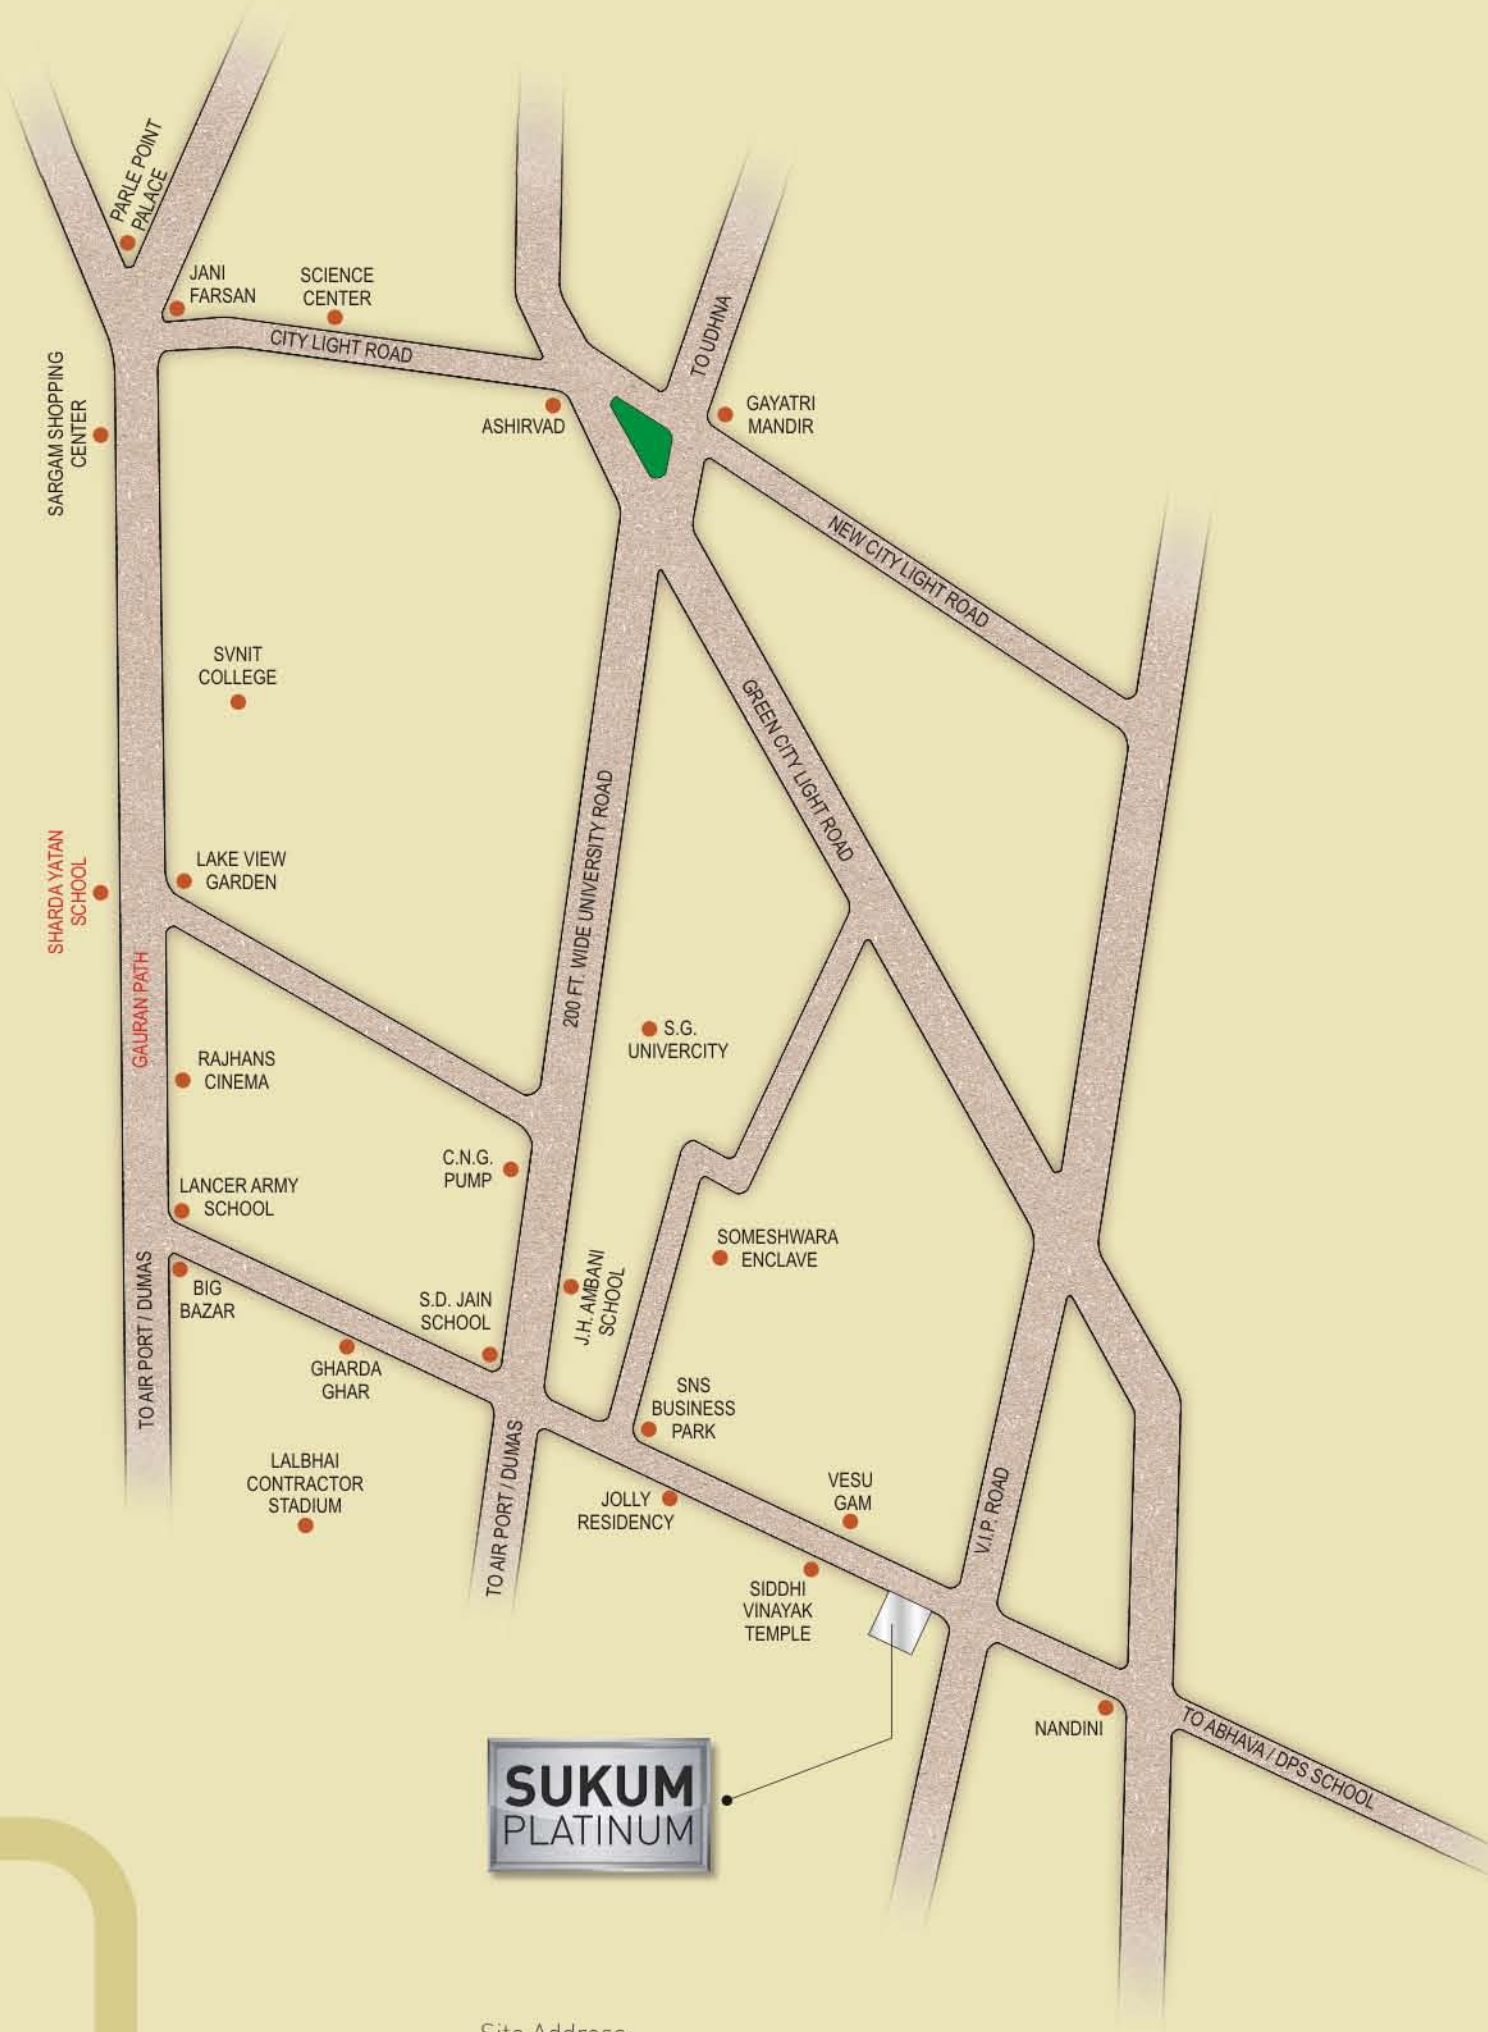 PARLE POINT
PALACE
JANI
FARSAN
SCIENCE
CENTER
CITY LIGHT ROAD
TO UDHNA
SARGAM SHOPPING
CENTER
ASHIRVAD
GAYATRI
MANDIR
NEW CITY LIGHT ROAD
SVNIT
COLLEGE
GREEN CITY LIGHT ROAD
200 FT. WIDE UNIVERSITY ROAD
SHARDA YATAN
SCHOOL
LAKE VIEW
GARDEN
GAURAN PATH
S.G.
UNIVERCITY
RAJHANS
CINEMA
C.N.G.
PUMP
LANCER ARMY
SCHOOL
SOMESHWARA
ENCLAVE
TO AIR PORT / DUMAS
BIG
BAZAR
S.D. JAIN
SCHOOL
J.H. AMBANI
SCHOOL
GHARDA
GHAR
SNS
BUSINESS
PARK
LALBHAI
CONTRACTOR
STADIUM
TO AIR PORT / DUMAS
JOLLY
RESIDENCY
VESU
GAM
V.I.P. ROAD
SIDDHI
VINAYAK
TEMPLE
NANDINI
TO ABHAVA / DPS SCHOOL
SUKUM
PLATINUM
Site Address